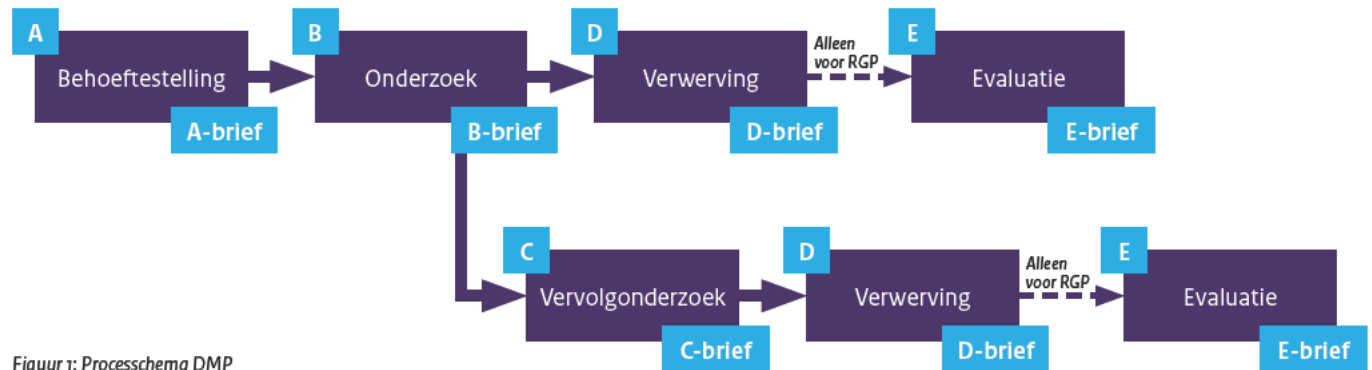 A
Behoeftestelling
A-brief
B
Onderzoek
B-brief
D
Verwerving
D-brief
Alleen
voor RGP
E
Evaluatie
E-brief
C
Vervolgonderzoek
C-brief
D
Verwerving
D-brief
Alleen
voor RGP
E
Evaluatie
E-brief
Figuur 1: Processchema DMP